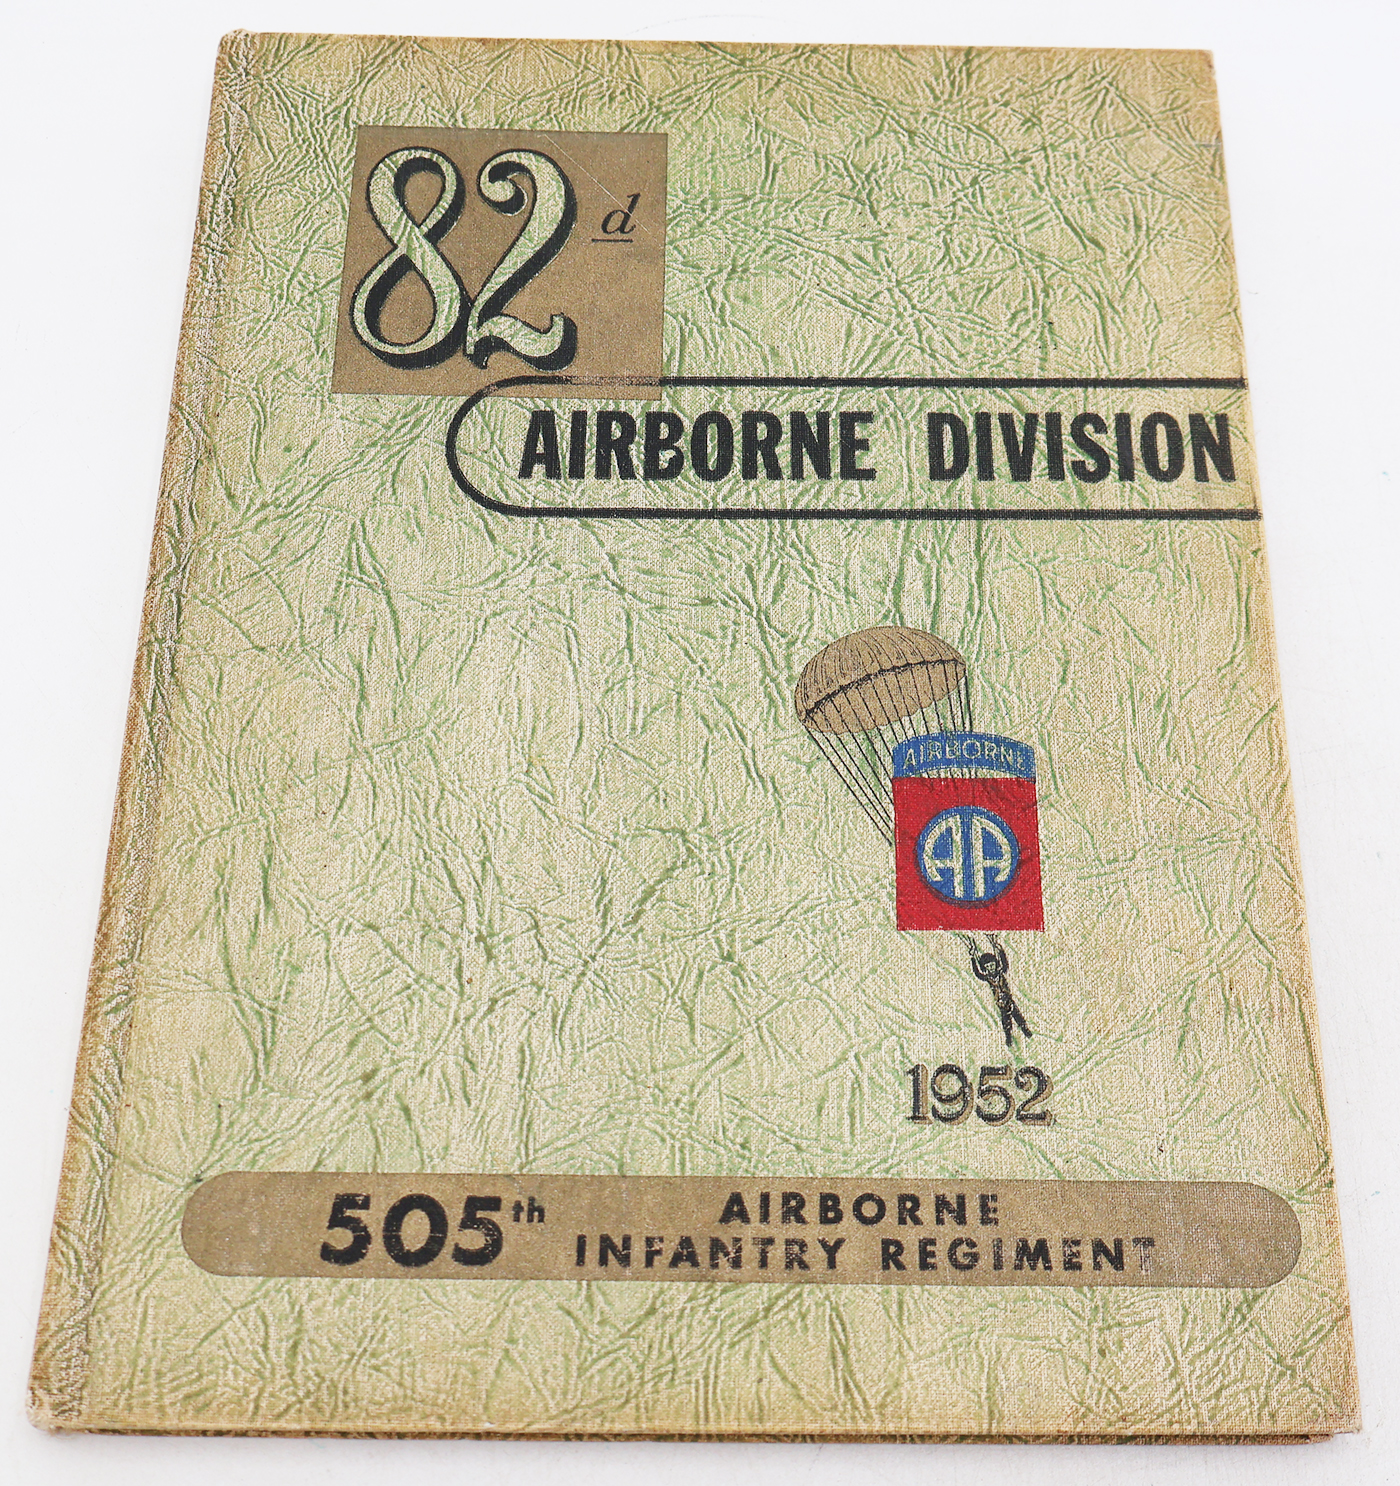 82d
AIRBORNE DIVISION
AIRBORNE
AA
1952
505th
AIRBORNE
INFANTRY REGIMENT